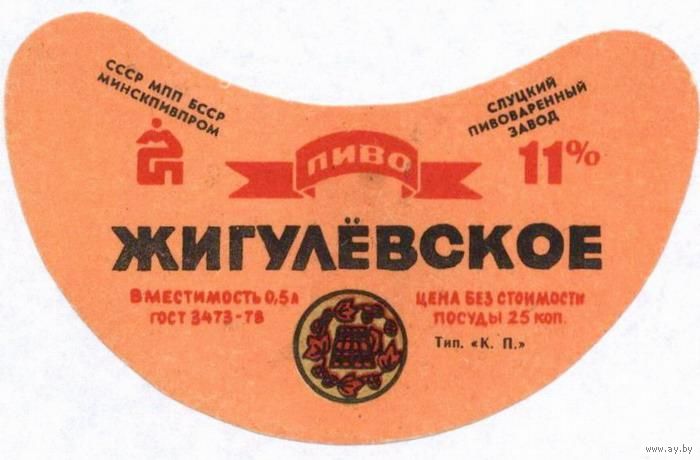 СССР МПП БССР
МИНСКПИВПРОМ
СЛУЦКИЙ
ПИВОВАРЕННЫЙ
ЗАВОД
ПИВО
11%
ЖИГУЛЁВСКОЕ
ВМЕСТИМОСТЬ 0,5л
ГОСТ 3473-78
ЦЕНА БЕЗ СТОИМОСТИ
ПОСУДЫ 25 КОП.
Тип. «К. П.»
www.ay.by